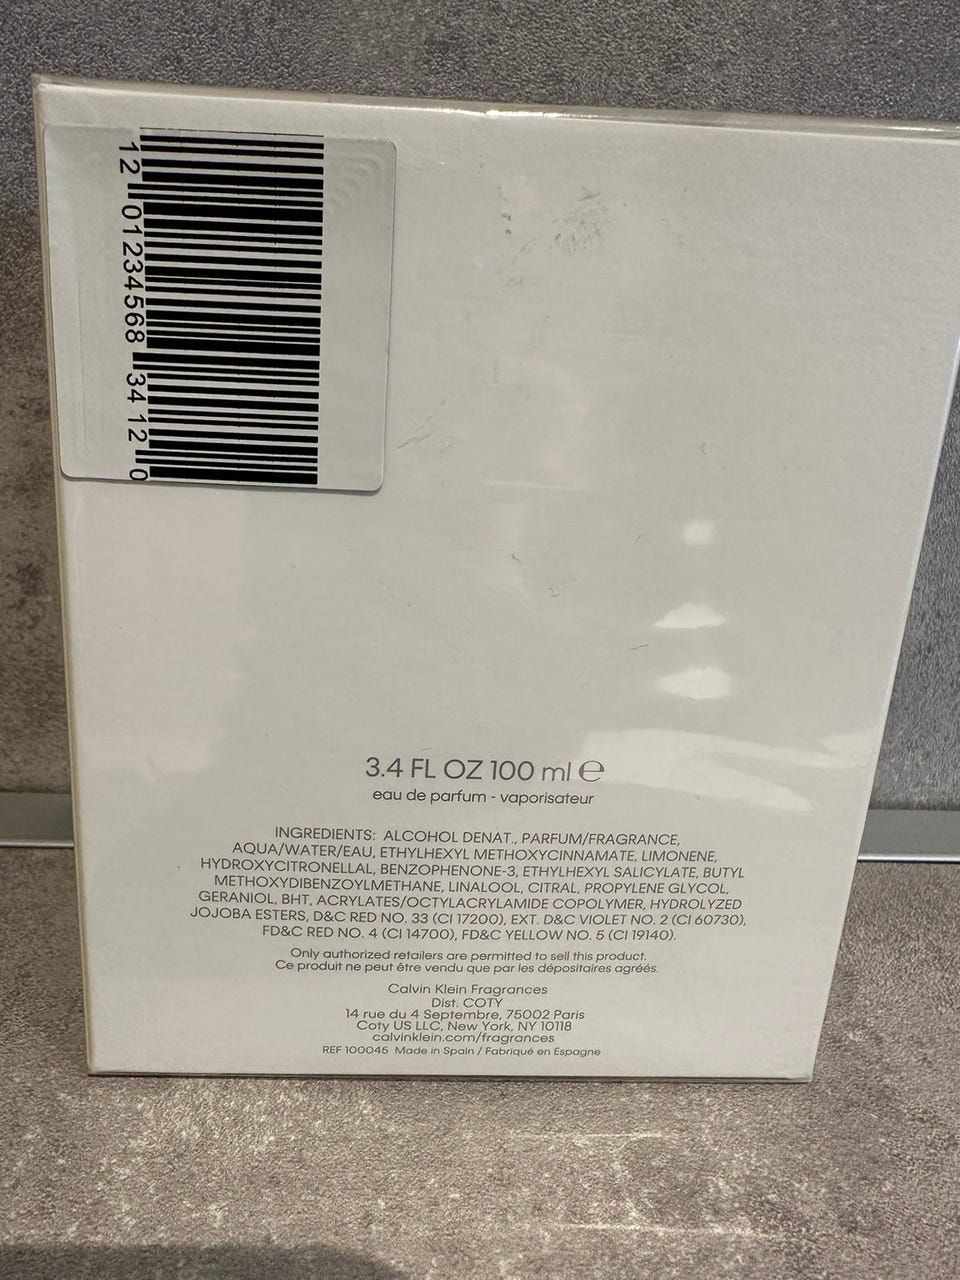 12 01234568 3412 0
3.4 FL OZ 100 ml ℮
eau de parfum - vaporisateur
INGREDIENTS: ALCOHOL DENAT., PARFUM/FRAGRANCE,
AQUA/WATER/EAU, ETHYLHEXYL METHOXYCINNAMATE, LIMONENE,
HYDROXYCITRONELLAL, BENZOPHENONE-3, ETHYLHEXYL SALICYLATE, BUTYL
METHOXYDIBENZOYLMETHANE, LINALOOL, CITRAL, PROPYLENE GLYCOL,
GERANIOL, BHT, ACRYLATES/OCTYLACRYLAMIDE COPOLYMER, HYDROLYZED
JOJOBA ESTERS, D&C RED NO. 33 (CI 17200), EXT. D&C VIOLET NO. 2 (CI 60730),
FD&C RED NO. 4 (CI 14700), FD&C YELLOW NO. 5 (CI 19140).
Only authorized retailers are permitted to sell this product.
Ce produit ne peut être vendu que par les dépositaires agréés.
Calvin Klein Fragrances
Dist. COTY
14 rue du 4 Septembre, 75002 Paris
Coty US LLC, New York, NY 10118
calvinklein.com/fragrances
REF 100045 Made in Spain / Fabriqué en Espagne